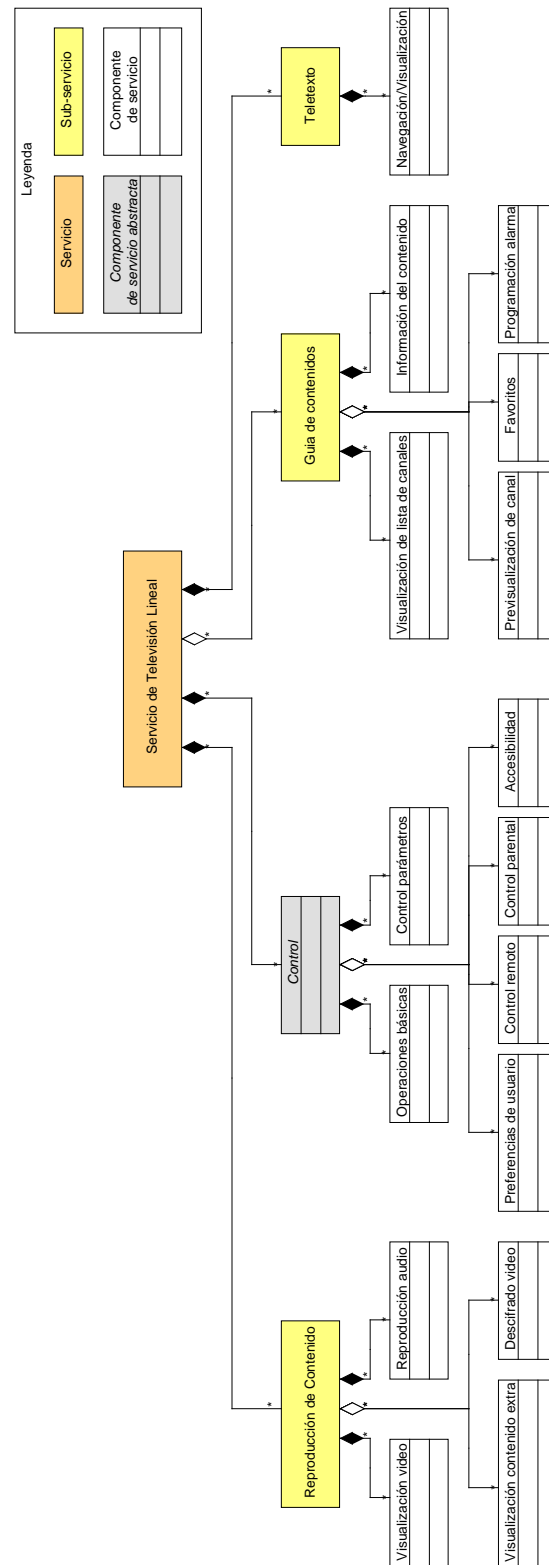 Leyenda
Servicio
Sub-servicio
Componente
de servicio abstracta
Componente
de servicio
Servicio de Televisión Lineal
Reproducción de Contenido
Control
Guia de contenidos
Teletexto
Visualización video
Reproducción audio
Operaciones básicas
Control parámetros
Visualización de lista de canales
Información del contenido
Navegación/Visualización
Visualización contenido extra
Descifrado video
Preferencias de usuario
Control remoto
Control parental
Accesibilidad
Previsualización de canal
Favoritos
Programación alarma